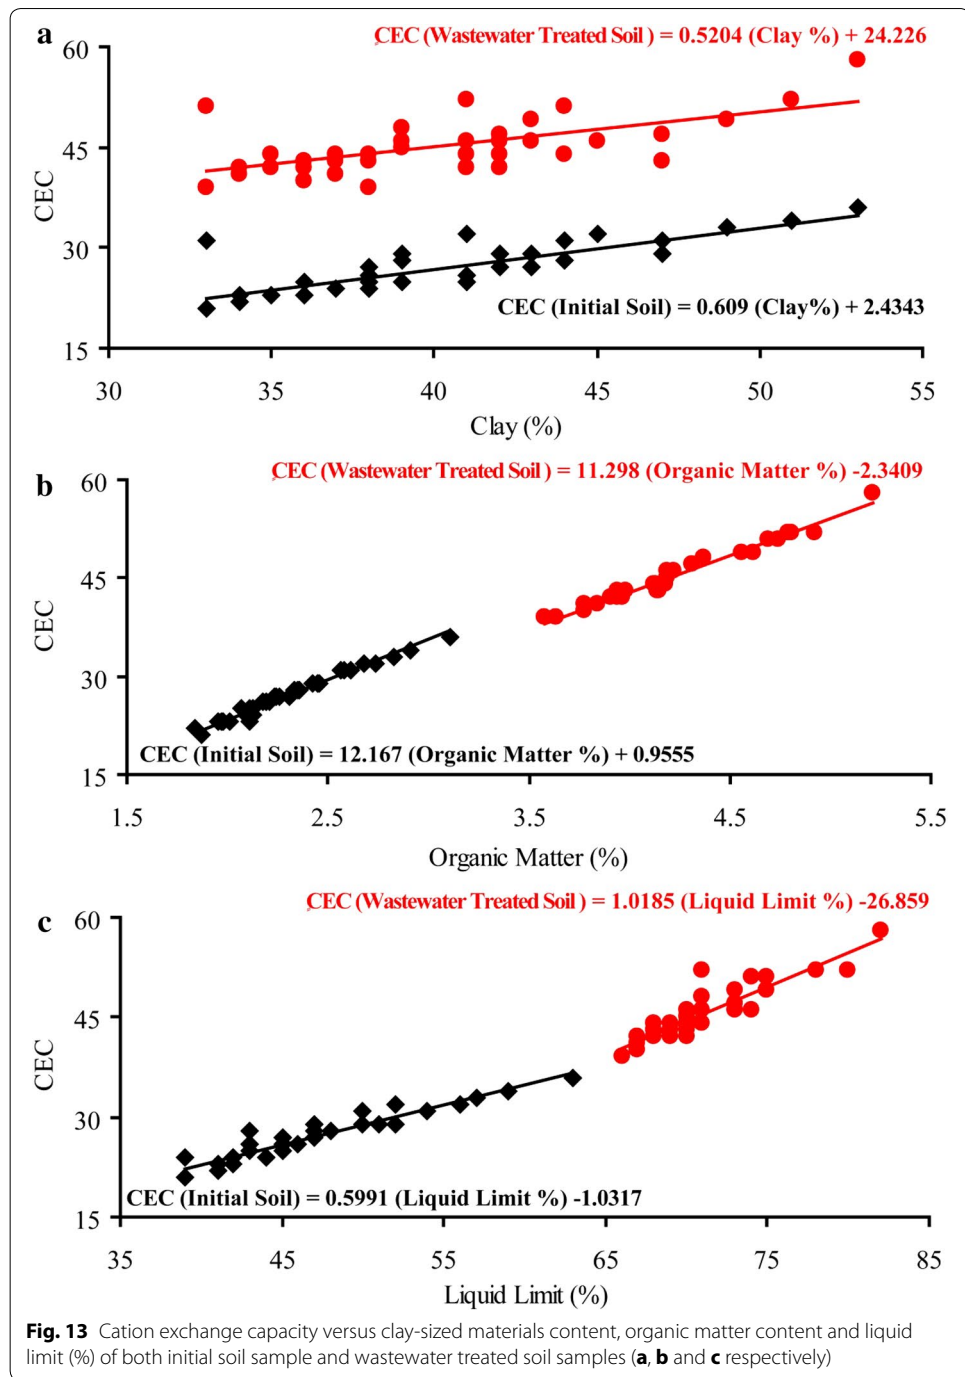 a
CEC (Wastewater Treated Soil ) = 0.5204 (Clay %) + 24.226
60
45
30
15
CEC
CEC (Initial Soil) = 0.609 (Clay%) + 2.4343
30 35 40 45 50 55
Clay (%)
b
CEC (Wastewater Treated Soil ) = 11.298 (Organic Matter %) -2.3409
60
45
30
15
CEC
CEC (Initial Soil) = 12.167 (Organic Matter %) + 0.9555
1.5 2.5 3.5 4.5 5.5
Organic Matter (%)
c
CEC (Wastewater Treated Soil ) = 1.0185 (Liquid Limit %) -26.859
60
45
30
15
CEC
CEC (Initial Soil) = 0.5991 (Liquid Limit %) -1.0317
35 45 55 65 75 85
Liquid Limit (%)
Fig. 13 Cation exchange capacity versus clay-sized materials content, organic matter content and liquid
limit (%) of both initial soil sample and wastewater treated soil samples (a, b and c respectively)